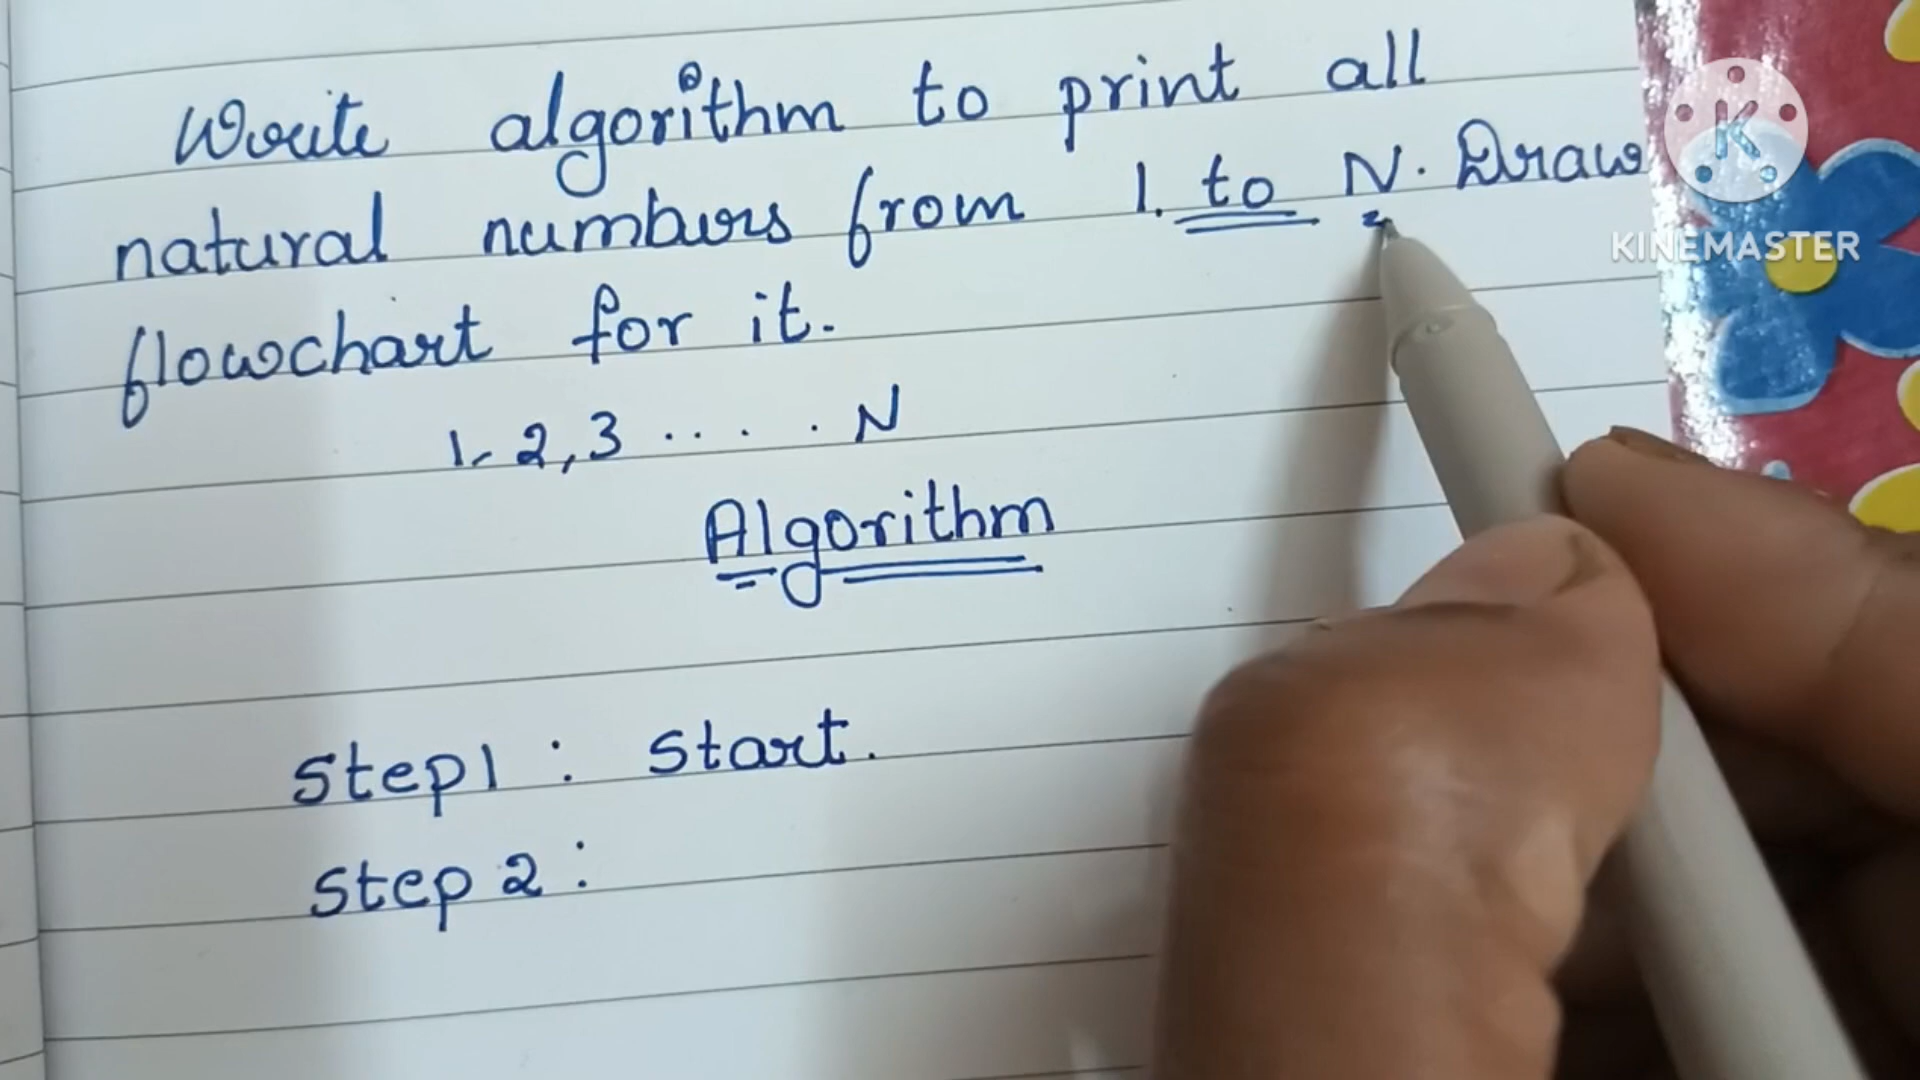 Write algorithm to print all
natural numbers from 1. to N. Draw
flowchart for it.
1, 2, 3 ..... N
Algorithm
Step1 : Start.
Step 2 :
K
KINEMASTER